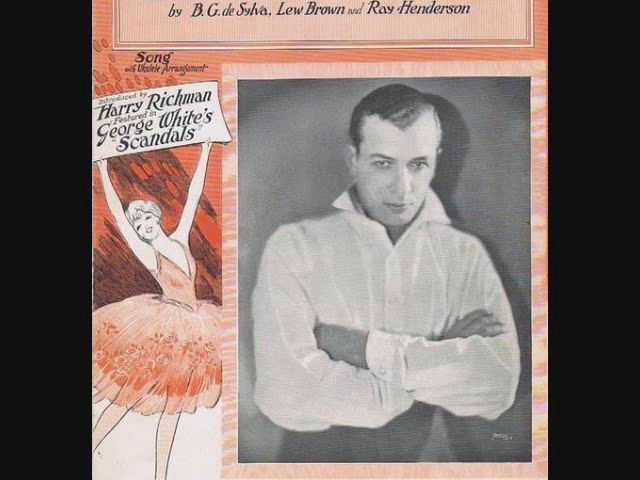 by B.G. de Sylva, Lew Brown and Ray Henderson
Song
with Ukulele Arrangement
Introduced by
Harry Richman
Featured in
George White's
"Scandals"